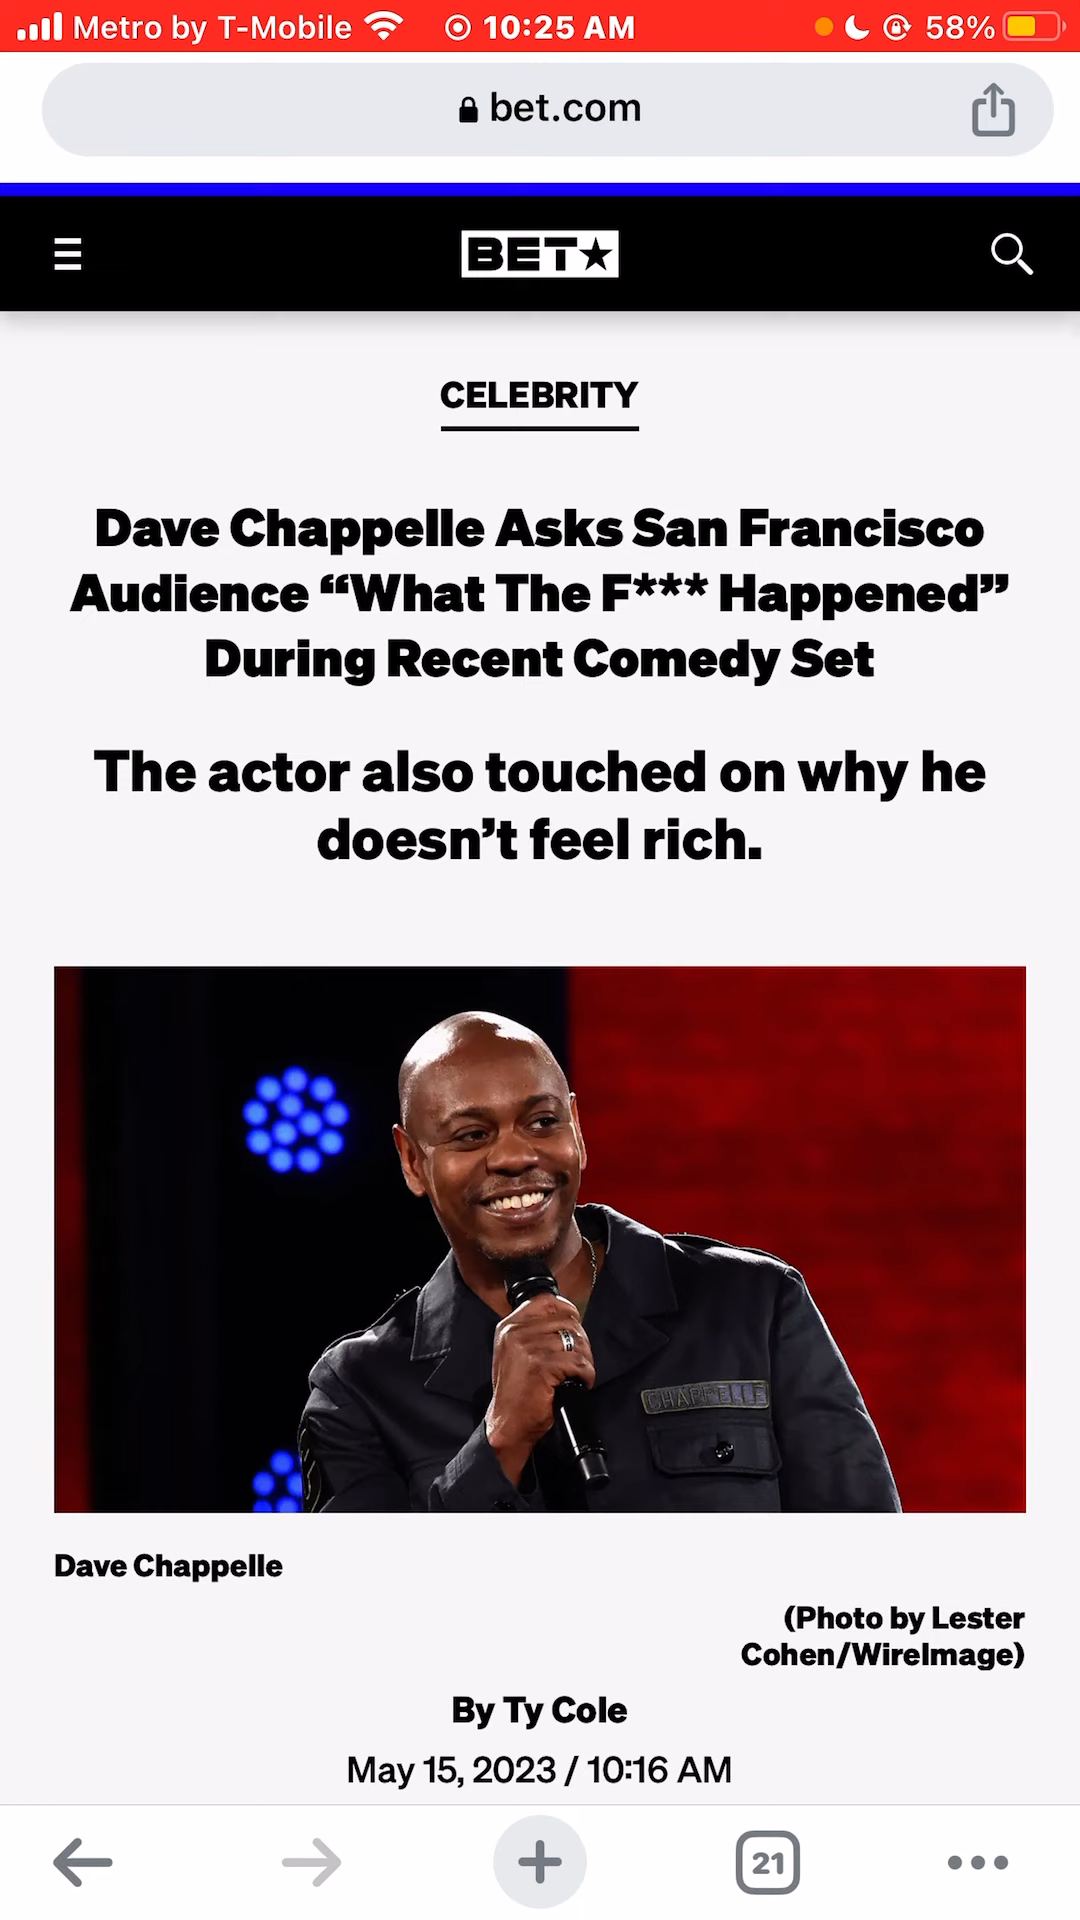 Metro by T-Mobile 10:25 AM 58%
bet.com
BET★
CELEBRITY
Dave Chappelle Asks San Francisco
Audience “What The F*** Happened”
During Recent Comedy Set
The actor also touched on why he
doesn’t feel rich.
CHAPPELLE
Dave Chappelle
(Photo by Lester
Cohen/WireImage)
By Ty Cole
May 15, 2023 / 10:16 AM
21